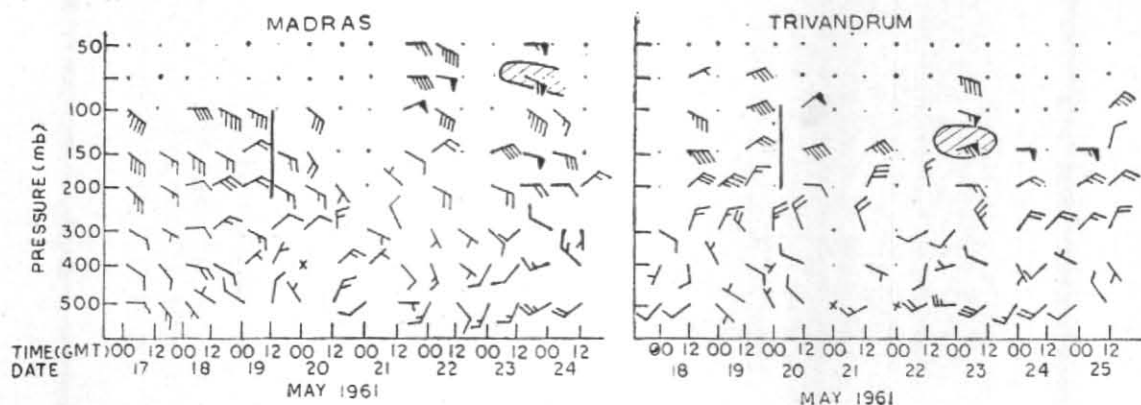 MADRAS
TRIVANDRUM
PRESSURE (mb)
50
100
150
200
300
400
500
TIME(GMT) 00 12 00 12 00 12 00 12 00 12 00 12 00 12 00 12
DATE 17 18 19 20 21 22 23 24
MAY 1961
00 12 00 12 00 12 00 12 00 12 00 12 00 12 00 12
18 19 20 21 22 23 24 25
MAY 1961